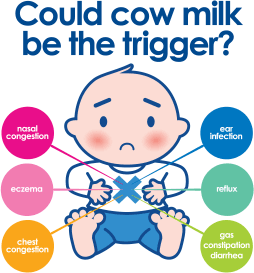 Could cow milk
be the trigger?
nasal
congestion
ear
infection
eczema
reflux
chest
congestion
gas
constipation
diarrhea